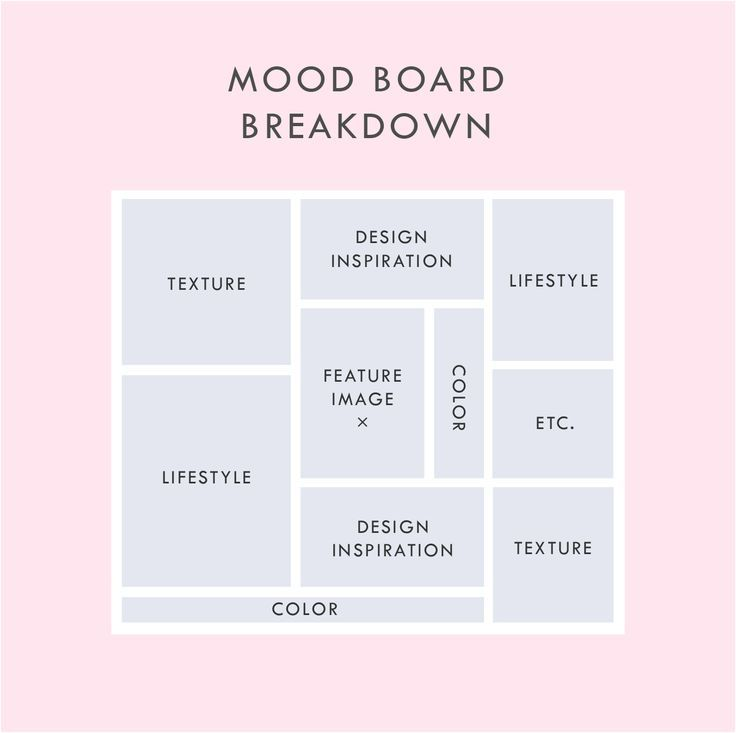 MOOD BOARD
BREAKDOWN
TEXTURE
DESIGN
INSPIRATION
LIFESTYLE
FEATURE
IMAGE
×
COLOR
ETC.
LIFESTYLE
DESIGN
INSPIRATION
TEXTURE
COLOR